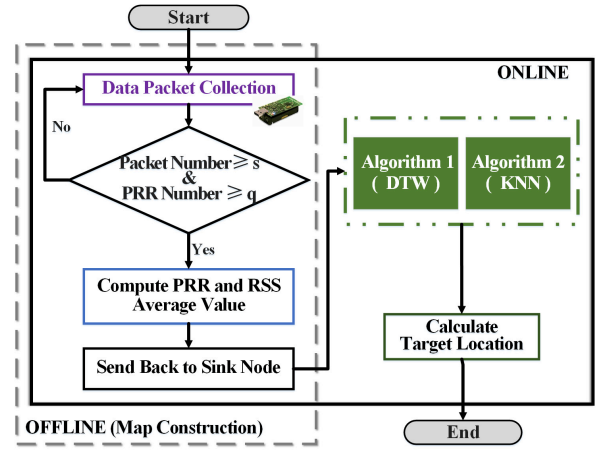 Start
ONLINE
Data Packet Collection
No
Packet Number ≥ s
&
PRR Number ≥ q
Yes
Compute PRR and RSS
Average Value
Send Back to Sink Node
Algorithm 1
( DTW )
Algorithm 2
( KNN )
Calculate
Target Location
OFFLINE (Map Construction)
End